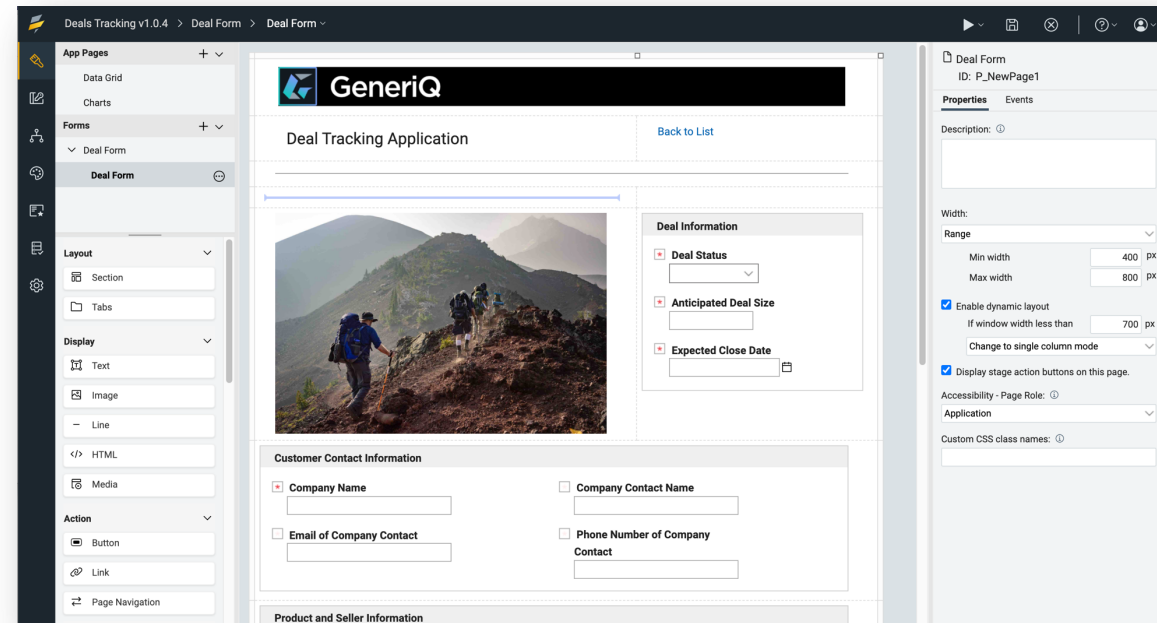 Deals Tracking v1.0.4 > Deal Form > Deal Form
App Pages
Data Grid
Charts
Forms
Deal Form
Deal Form
Layout
Section
Tabs
Display
Text
Image
Line
HTML
Media
Action
Button
Link
Page Navigation
GeneriQ
Deal Tracking Application
Back to List
Deal Information
* Deal Status
* Anticipated Deal Size
* Expected Close Date
Customer Contact Information
* Company Name
Company Contact Name
Email of Company Contact
Phone Number of Company
Contact
Product and Seller Information
Deal Form
ID: P_NewPage1
Properties Events
Description:
Width:
Range
Min width 400 px
Max width 800 px
Enable dynamic layout
If window width less than 700 px
Change to single column mode
Display stage action buttons on this page.
Accessibility - Page Role:
Application
Custom CSS class names: